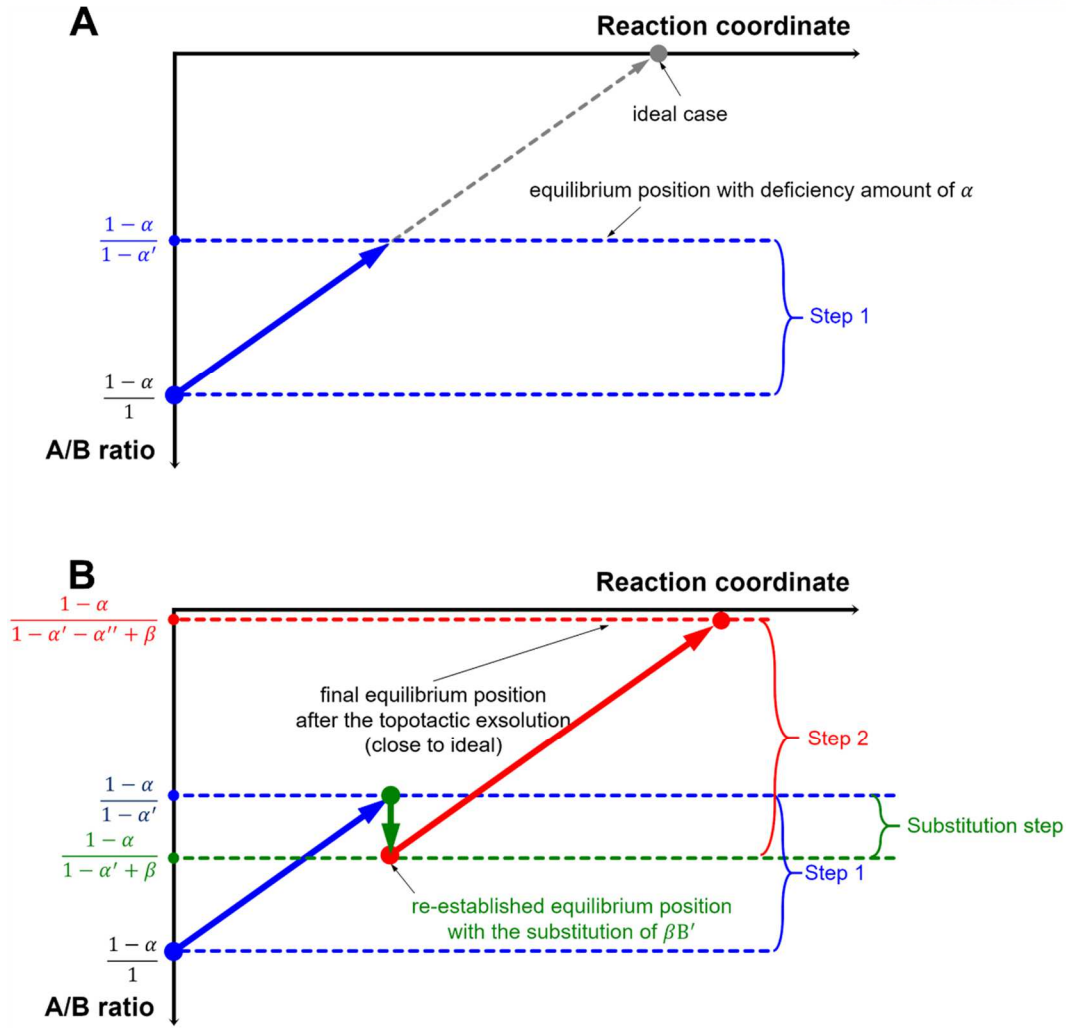 A
Reaction coordinate
ideal case
equilibrium position with deficiency amount of α
1 − α
1 − α′
Step 1
1 − α
1
A/B ratio
B
Reaction coordinate
1 − α
1 − α′ − α′′ + β
final equilibrium position
after the topotactic exsolution
(close to ideal)
Step 2
1 − α
1 − α′
Substitution step
1 − α
1 − α′ + β
Step 1
re-established equilibrium position
with the substitution of βB′
1 − α
1
A/B ratio